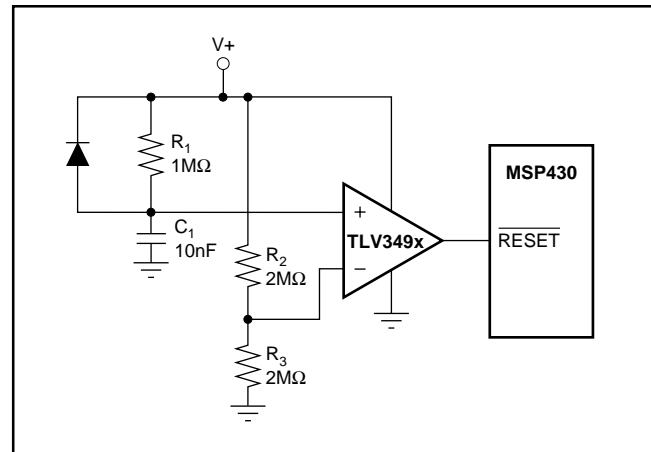 V+
R1
1MΩ
C1
10nF
R2
2MΩ
R3
2MΩ
+
TLV349x
−
MSP430
RESET